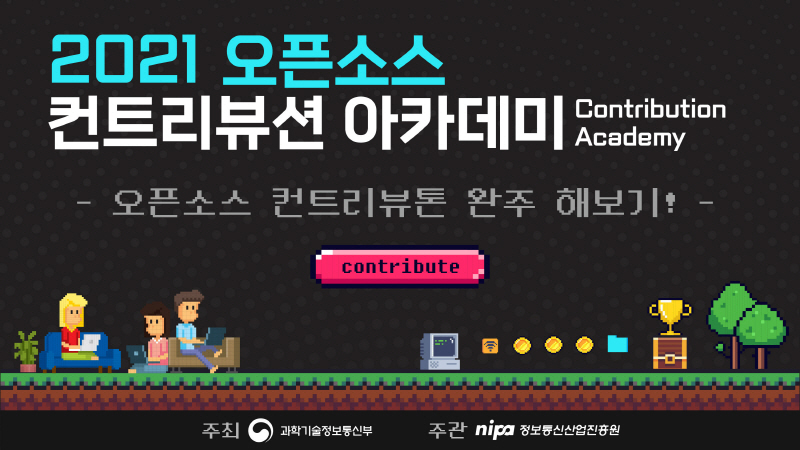 2021 오픈소스
컨트리뷰션 아카데미 Contribution
Academy
- 오픈소스 컨트리뷰톤 완주 해보기! -
contribute
주최 과학기술정보통신부 주관 nipa 정보통신산업진흥원